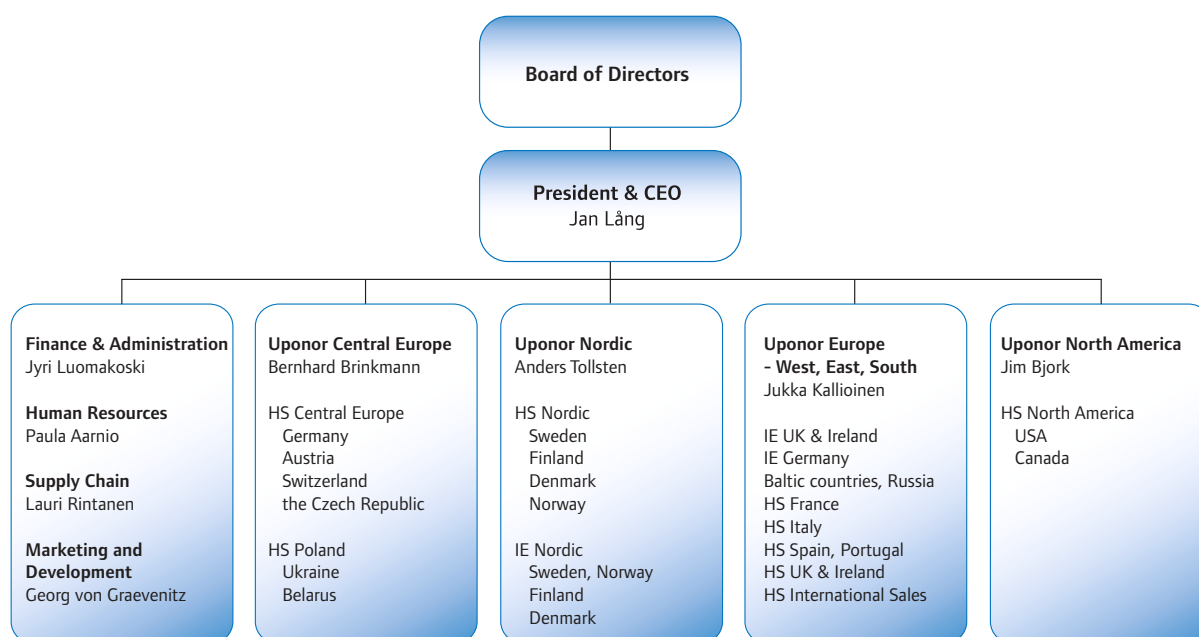 Board of Directors
President & CEO
Jan Lång
Finance & Administration
Jyri Luomakoski
Human Resources
Paula Aarnio
Supply Chain
Lauri Rintanen
Marketing and
Development
Georg von Graevenitz
Uponor Central Europe
Bernhard Brinkmann
HS Central Europe
Germany
Austria
Switzerland
the Czech Republic
HS Poland
Ukraine
Belarus
Uponor Nordic
Anders Tollsten
HS Nordic
Sweden
Finland
Denmark
Norway
IE Nordic
Sweden, Norway
Finland
Denmark
Uponor Europe
- West, East, South
Jukka Kallioinen
IE UK & Ireland
IE Germany
Baltic countries, Russia
HS France
HS Italy
HS Spain, Portugal
HS UK & Ireland
HS International Sales
Uponor North America
Jim Bjork
HS North America
USA
Canada